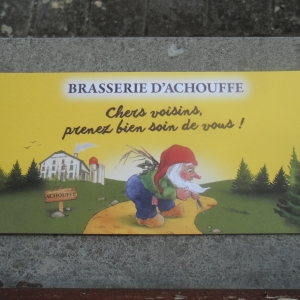 BRASSERIE D'ACHOUFFE
Chers voisins,
prenez bien soin de vous !
ACHOUFFE